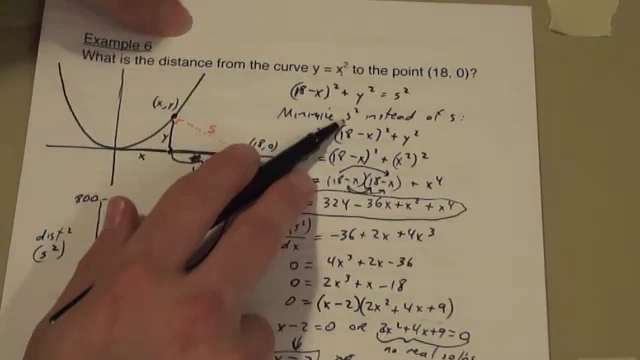 Example 6
What is the distance from the curve y = x² to the point (18, 0)?
(18-x)² + y² = s²
Minimize s² instead of s:
(x, y)
s
(18, 0)
y
x
(18-x)² + y²
= (18-x)² + (x²)²
= (18-x)(18-x) + x⁴
= 324 - 36x + x² + x⁴
800
dist²
(s²)
dx = -36 + 2x + 4x³
0 = 4x³ + 2x - 36
0 = 2x³ + x - 18
0 = (x-2)(2x² + 4x + 9)
x-2 = 0 OR 2x² + 4x + 9 = 0
no real solns